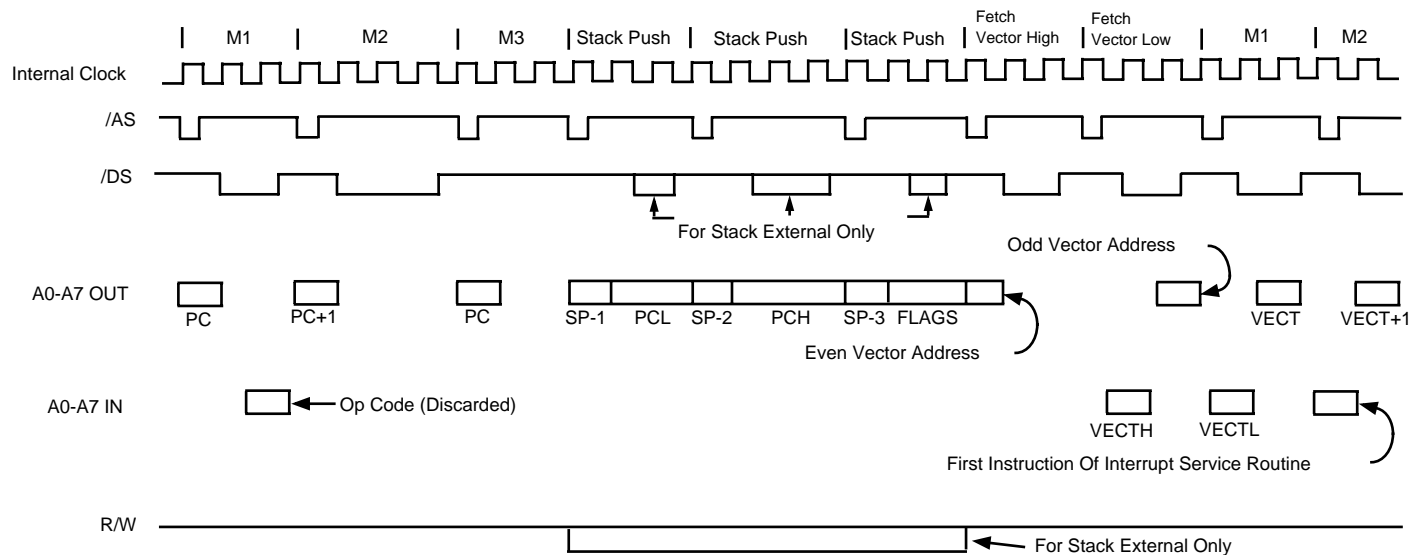 M1 M2 M3 Stack Push Stack Push Stack Push Fetch Vector High Fetch Vector Low M1 M2
Internal Clock
/AS
/DS
For Stack External Only
Odd Vector Address
A0-A7 OUT
PC PC+1 PC SP-1 PCL SP-2 PCH SP-3 FLAGS VECT VECT+1
Even Vector Address
A0-A7 IN
Op Code (Discarded)
VECTH VECTL
First Instruction Of Interrupt Service Routine
R/W
For Stack External Only